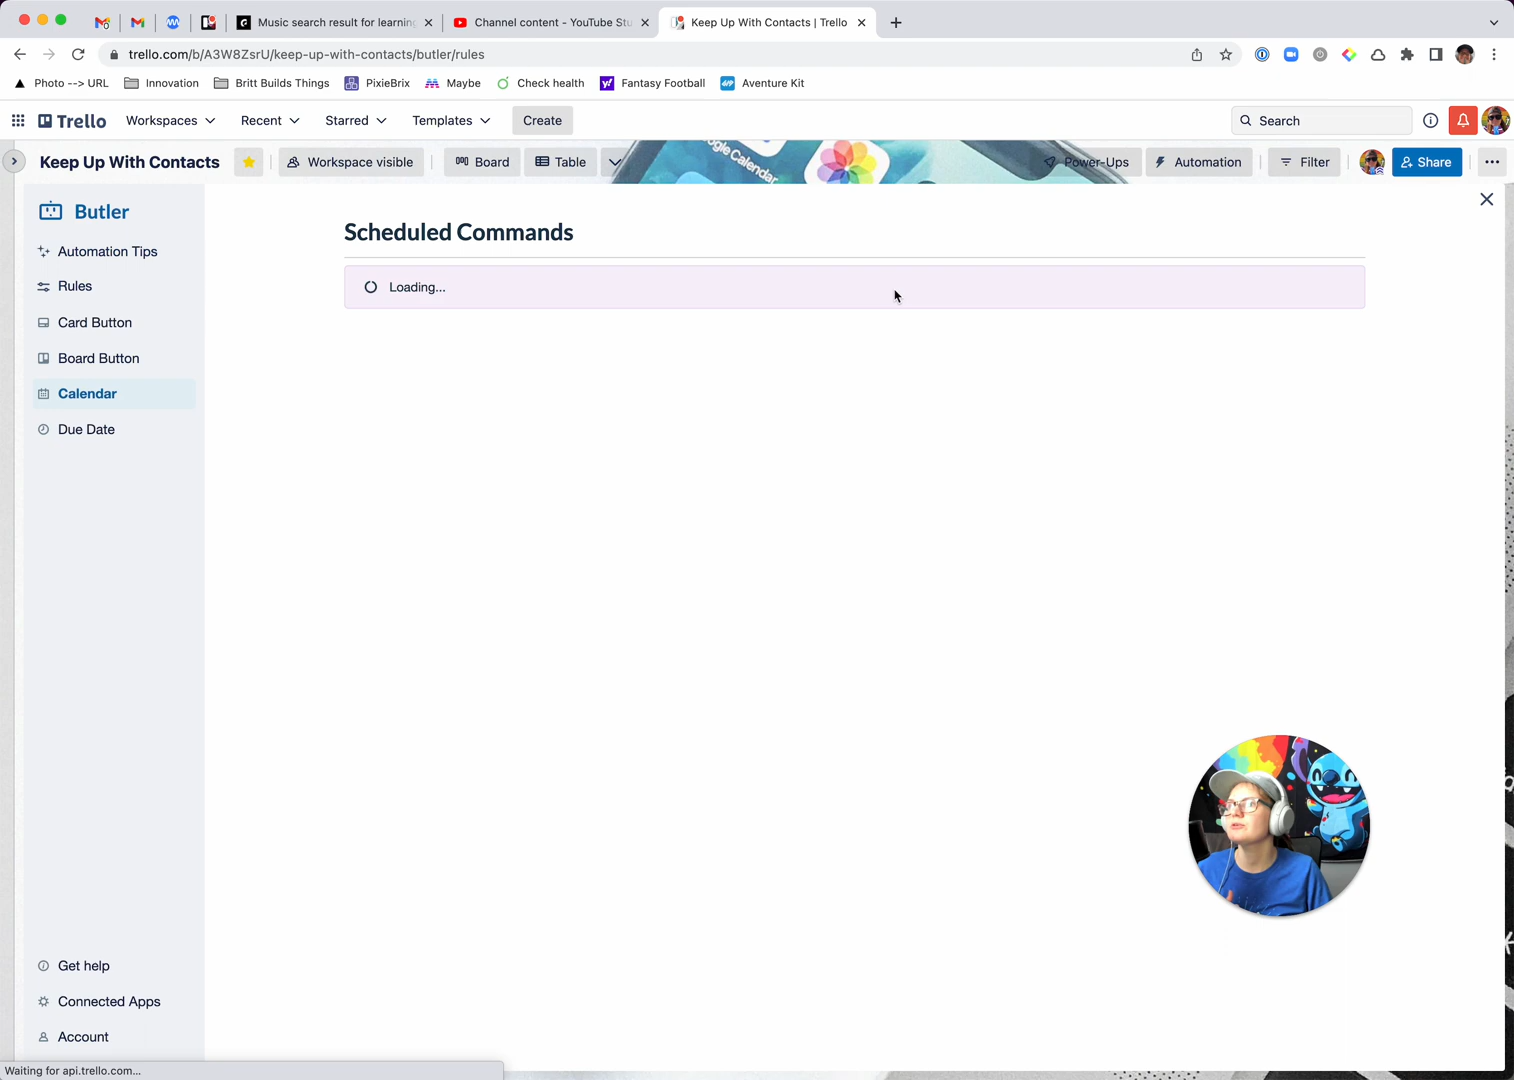 Music search result for learning
Channel content - YouTube Stu
Keep Up With Contacts | Trello
trello.com/b/A3W8ZsrU/keep-up-with-contacts/butler/rules
Photo --> URL
Innovation
Britt Builds Things
PixieBrix
Maybe
Check health
Fantasy Football
Aventure Kit
Trello
Workspaces
Recent
Starred
Templates
Create
Search
Keep Up With Contacts
Workspace visible
Board
Table
ogle Calendar
Power-Ups
Automation
Filter
Share
Butler
Automation Tips
Rules
Card Button
Board Button
Calendar
Due Date
Scheduled Commands
Loading...
Get help
Connected Apps
Account
Waiting for api.trello.com...